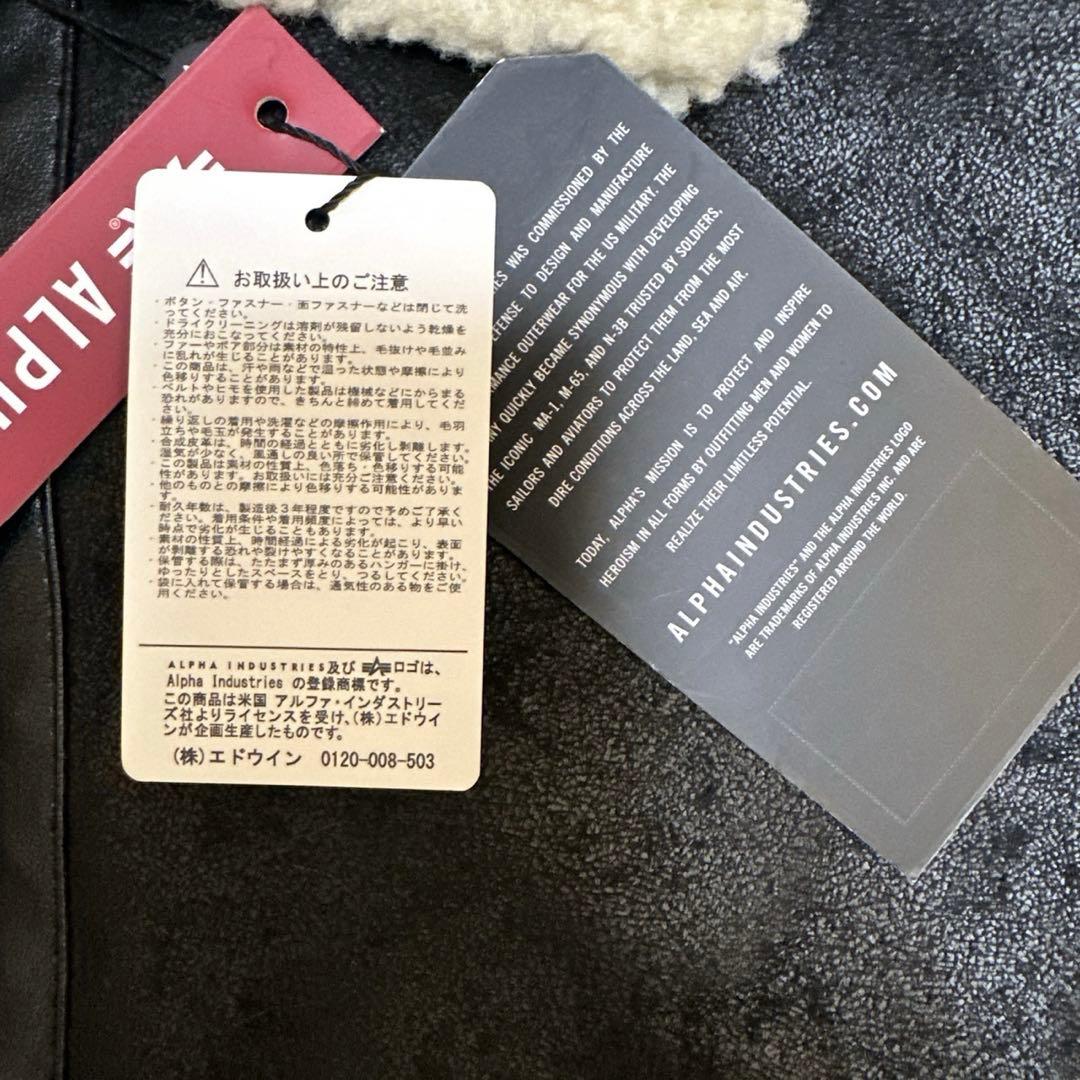 ALPH
®
お取扱い上のご注意
・ボタン・ファスナー・面ファスナーなどは閉じて洗
ってください。
・ドライクリーニングは溶剤が残留しないよう乾燥を
充分におこなってください。
・ファーやボア部分は素材の特性上、毛抜けや毛並み
に乱れが生じることがあります。
・この商品は、汗や雨などで湿った状態や摩擦により
色移りすることがあります。
・ベルトやヒモを使用した製品は機械などにからまる
恐れがありますので、きちんと締めて着用してくださ
い。
・繰り返しの着用や洗濯などの摩擦作用により、毛羽
立ちや毛玉が発生することがあります。
・合成皮革は、時間の経過とともに劣化し剥離します。
湿気が少なく、風通しの良い所で保管してください。
・この製品は素材の性質上、色落ち・色移りする可能
性があります。お取扱いには充分ご注意ください。
・他のものとの摩擦により色移りする可能性がありま
す。
・耐久年数は、製造後3年程度ですので予めご了承く
ださい。着用条件や着用頻度によっては、より早い
時点で劣化が生じることもあります。
・素材の性質上、時間経過による劣化が起こり、表面
が剥離する恐れや裂けやすくなることがあります。
保管する際は、たたまず厚みのあるハンガーに掛け、
ゆったりとしたスペースをとり、つるしてください。
・袋に入れて保管する場合は、通気性のある物をご使
用ください。
ALPHA INDUSTRIES及び ロゴは、
Alpha Industries の登録商標です。
この商品は米国 アルファ・インダストリー
ズ社よりライセンスを受け、(株)エドウイ
ンが企画生産したものです。
(株)エドウイン 0120-008-503
ES WAS COMMISSIONED BY THE
EFENSE TO DESIGN AND MANUFACTURE
MANCE OUTERWEAR FOR THE US MILITARY. THE
NY QUICKLY BECAME SYNONYMOUS WITH DEVELOPING
HE ICONIC MA-1, M-65, AND N-3B TRUSTED BY SOLDIERS,
SAILORS AND AVIATORS TO PROTECT THEM FROM THE MOST
DIRE CONDITIONS ACROSS THE LAND, SEA AND AIR.
TODAY, ALPHA'S MISSION IS TO PROTECT AND INSPIRE
HEROISM IN ALL FORMS BY OUTFITTING MEN AND WOMEN TO
REALIZE THEIR LIMITLESS POTENTIAL.
ALPHAINDUSTRIES.COM
"ALPHA INDUSTRIES" AND THE ALPHA INDUSTRIES LOGO
ARE TRADEMARKS OF ALPHA INDUSTRIES INC. AND ARE
REGISTERED AROUND THE WORLD.